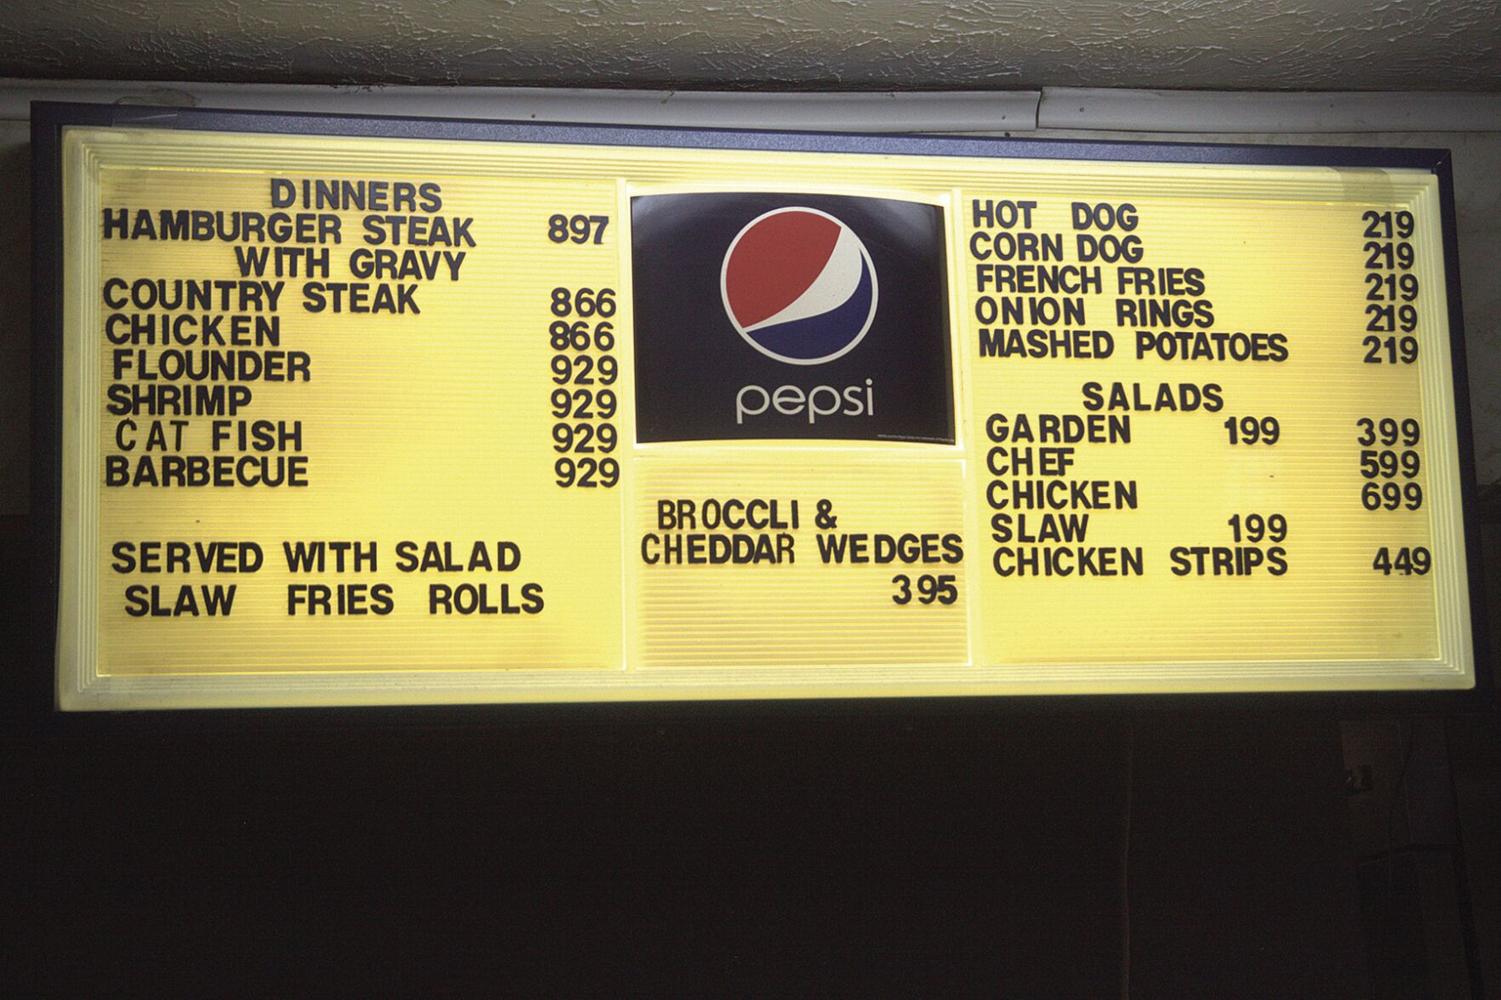 DINNERS
HAMBURGER STEAK 897
WITH GRAVY
COUNTRY STEAK 866
CHICKEN 866
FLOUNDER 929
SHRIMP 929
CAT FISH 929
BARBECUE 929
SERVED WITH SALAD
SLAW FRIES ROLLS
pepsi
BROCCLI &
CHEDDAR WEDGES
395
HOT DOG 219
CORN DOG 219
FRENCH FRIES 219
ONION RINGS 219
MASHED POTATOES 219
SALADS
GARDEN 199 399
CHEF 599
CHICKEN 699
SLAW 199
CHICKEN STRIPS 449